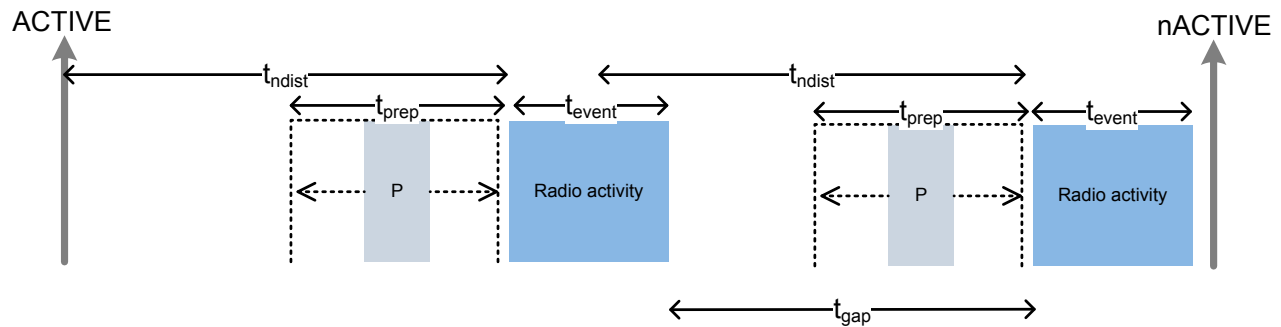 ACTIVE
nACTIVE
tndist
tndist
tprep
tevent
tprep
tevent
P
Radio activity
P
Radio activity
tgap